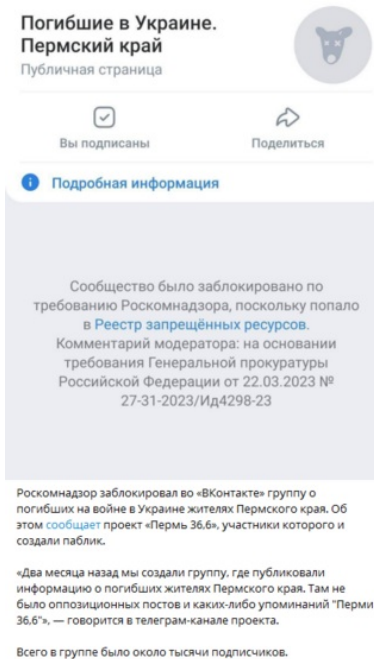 Погибшие в Украине.
Пермский край
Публичная страница
Вы подписаны
Поделиться
Подробная информация
Сообщество было заблокировано по
требованию Роскомнадзора, поскольку попало
в Реестр запрещённых ресурсов.
Комментарий модератора: на основании
требования Генеральной прокуратуры
Российской Федерации от 22.03.2023 №
27-31-2023/Ид4298-23
Роскомнадзор заблокировал во «ВКонтакте» группу о
погибших на войне в Украине жителях Пермского края. Об
этом сообщает проект «Пермь 36,6», участники которого и
создали паблик.
«Два месяца назад мы создали группу, где публиковали
информацию о погибших жителях Пермского края. Там не
было оппозиционных постов и каких-либо упоминаний "Перми
36,6"», — говорится в телеграм-канале проекта.
Всего в группе было около тысячи подписчиков.